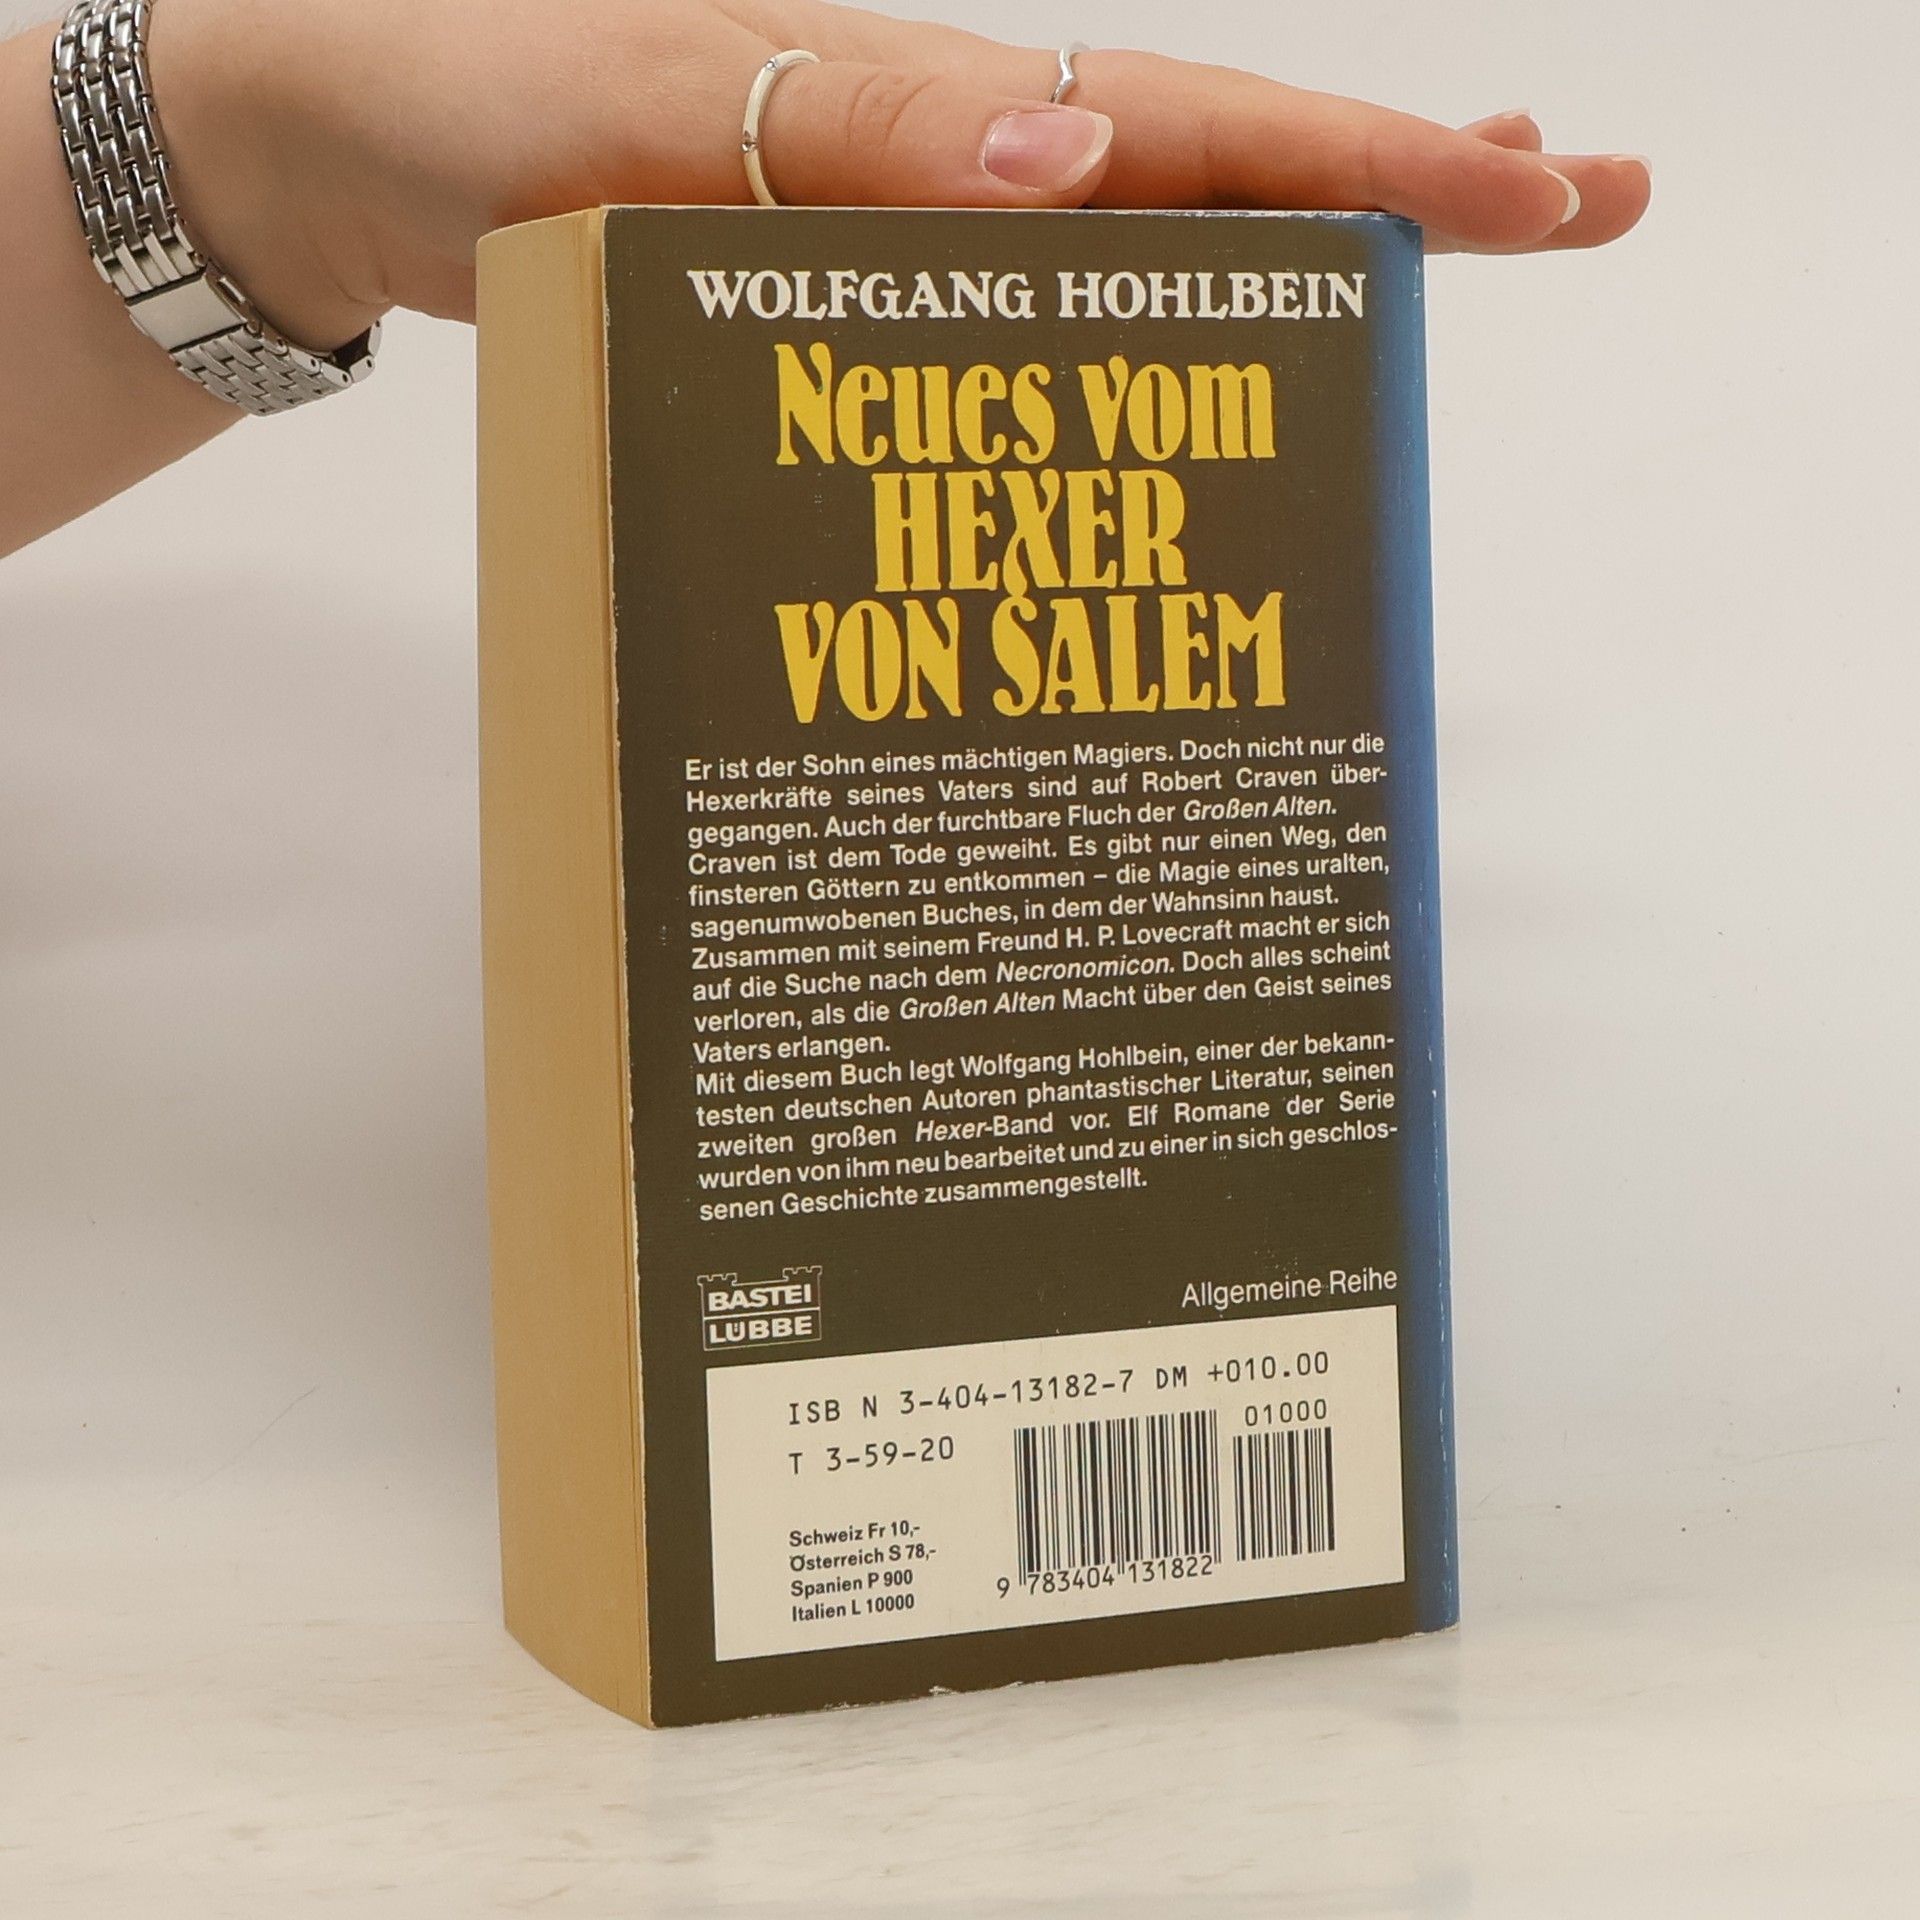 WOLFGANG HOHLBEIN
Neues vom
HEXER
VON SALEM
Er ist der Sohn eines mächtigen Magiers. Doch nicht nur die
Hexerkräfte seines Vaters sind auf Robert Craven über-
gegangen. Auch der furchtbare Fluch der Großen Alten.
Craven ist dem Tode geweiht. Es gibt nur einen Weg, den
finsteren Göttern zu entkommen – die Magie eines uralten,
sagenumwobenen Buches, in dem der Wahnsinn haust.
Zusammen mit seinem Freund H. P. Lovecraft macht er sich
auf die Suche nach dem Necronomicon. Doch alles scheint
verloren, als die Großen Alten Macht über den Geist seines
Vaters erlangen.
Mit diesem Buch legt Wolfgang Hohlbein, einer der bekann-
testen deutschen Autoren phantastischer Literatur, seinen
zweiten großen Hexer-Band vor. Elf Romane der Serie
wurden von ihm neu bearbeitet und zu einer in sich geschlos-
senen Geschichte zusammengestellt.
BASTEI
LÜBBE
Allgemeine Reihe
ISB N 3-404-13182-7 DM +010.00
T 3-59-20
01000
Schweiz Fr 10,-
Österreich S 78,-
Spanien P 900
Italien L 10000
9 783404 131822